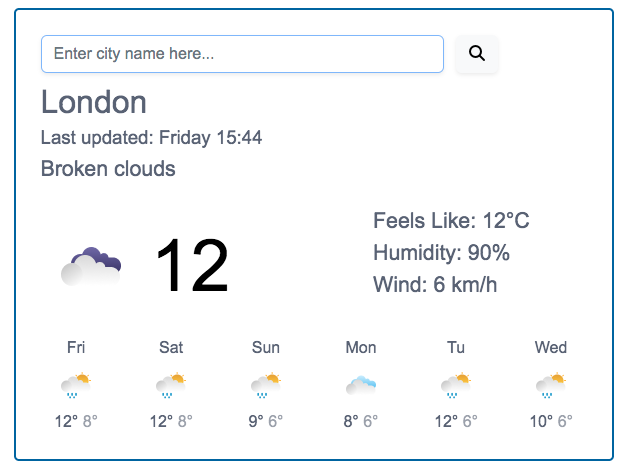 Enter city name here...
London
Last updated: Friday 15:44
Broken clouds
12
Feels Like: 12°C
Humidity: 90%
Wind: 6 km/h
Fri Sat Sun Mon Tu Wed
12° 8° 12° 8° 9° 6° 8° 6° 12° 6° 10° 6°